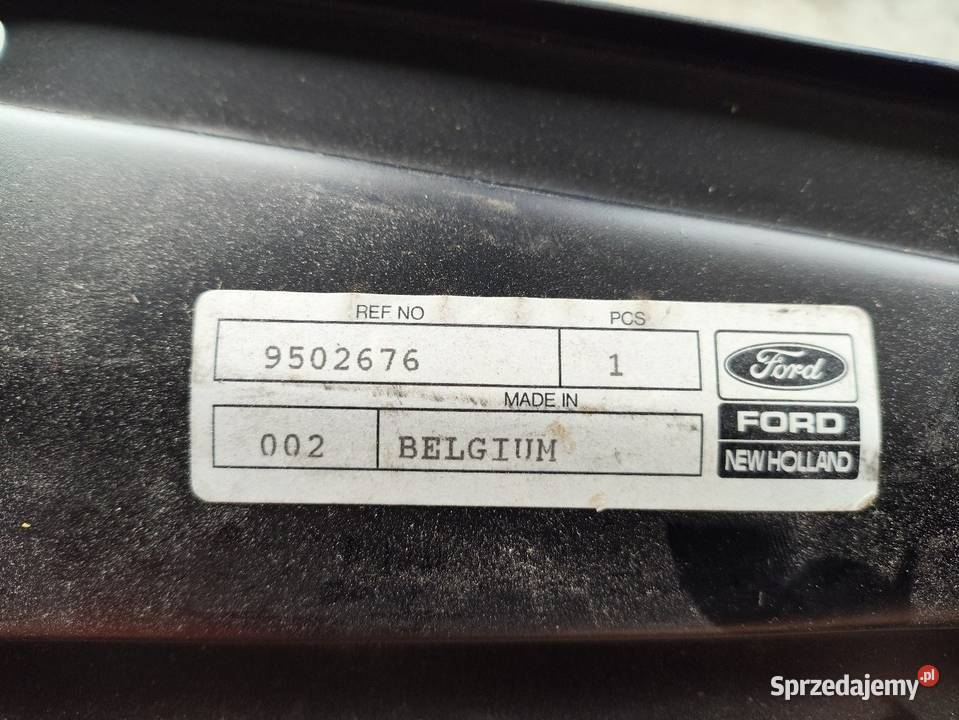 REF NO PCS
9502676 1
Ford
MADE IN
FORD
002 BELGIUM
NEW HOLLAND
Sprzedajemy.pl